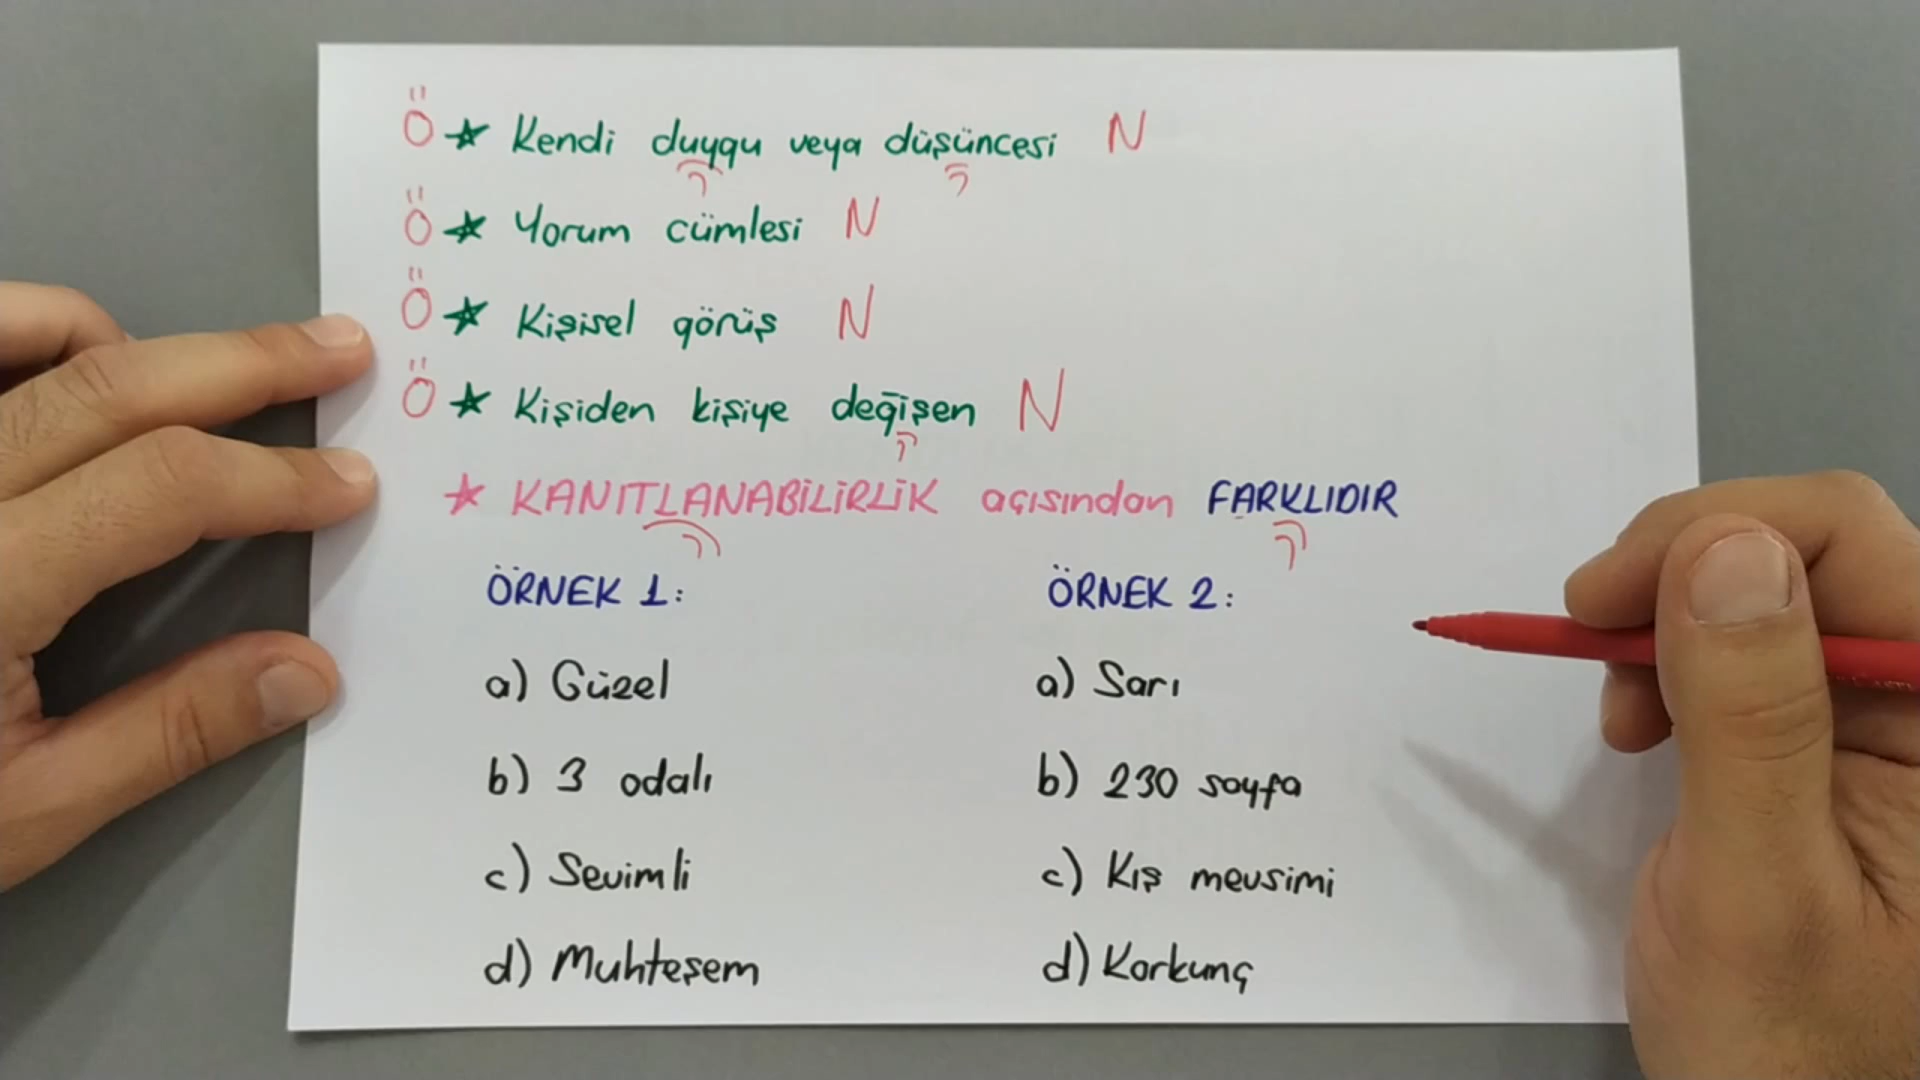 Ö ★ Kendi duygu veya düşüncesi N
Ö ★ Yorum cümlesi N
Ö ★ Kişisel görüş N
Ö ★ Kişiden kişiye değişen N
★ KANITLANABİLİRLİK açısından FARKLIDIR
ÖRNEK 1:
a) Güzel
b) 3 odalı
c) Sevimli
d) Muhteşem
ÖRNEK 2:
a) Sarı
b) 230 sayfa
c) Kış mevsimi
d) Korkunç